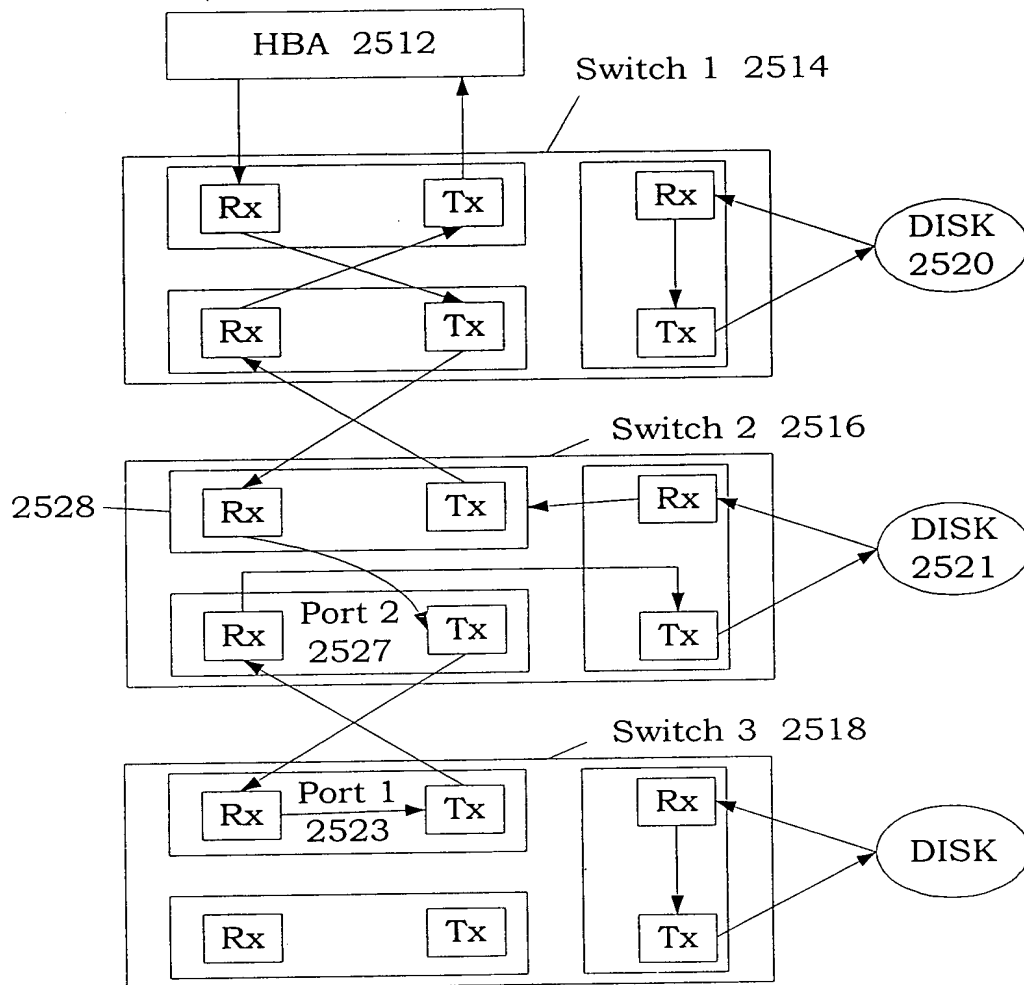 HBA 2512
Switch 1 2514
Rx
Tx
Rx
DISK
2520
Rx
Tx
Tx
Switch 2 2516
2528
Rx
Tx
Rx
DISK
2521
Rx
Port 2
2527
Tx
Tx
Switch 3 2518
Rx
Port 1
2523
Tx
Rx
DISK
Rx
Tx
Tx